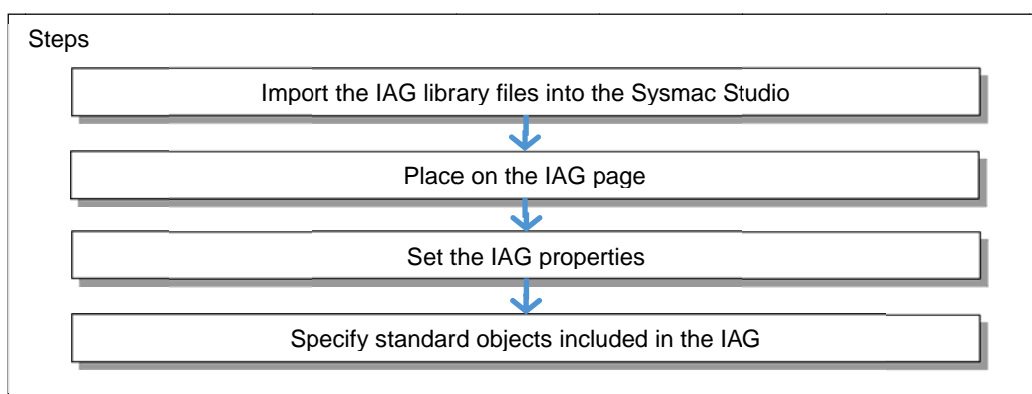 Steps
Import the IAG library files into the Sysmac Studio
Place on the IAG page
Set the IAG properties
Specify standard objects included in the IAG